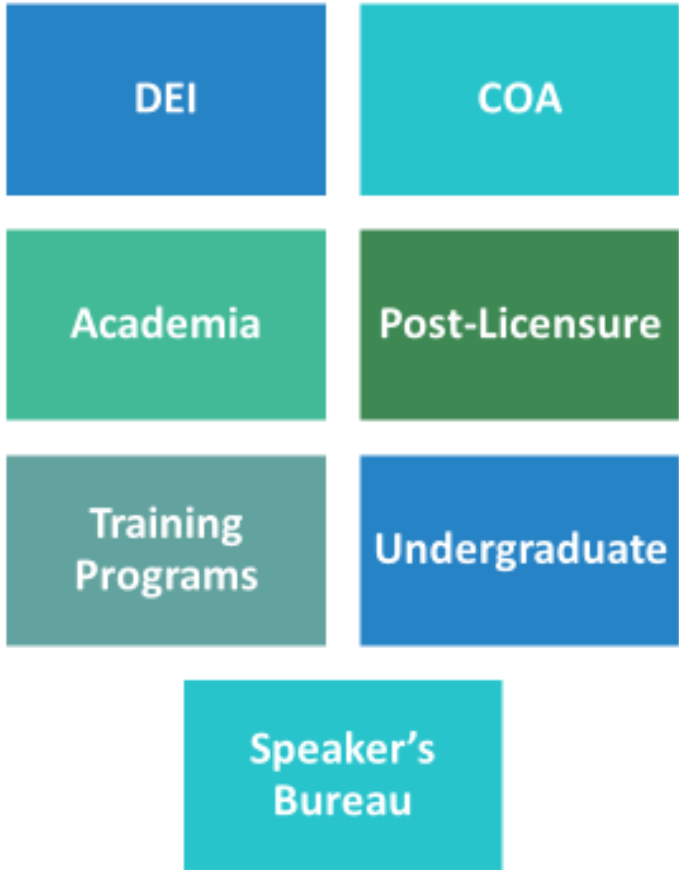 DEI
COA
Academia
Post-Licensure
Training
Programs
Undergraduate
Speaker’s
Bureau